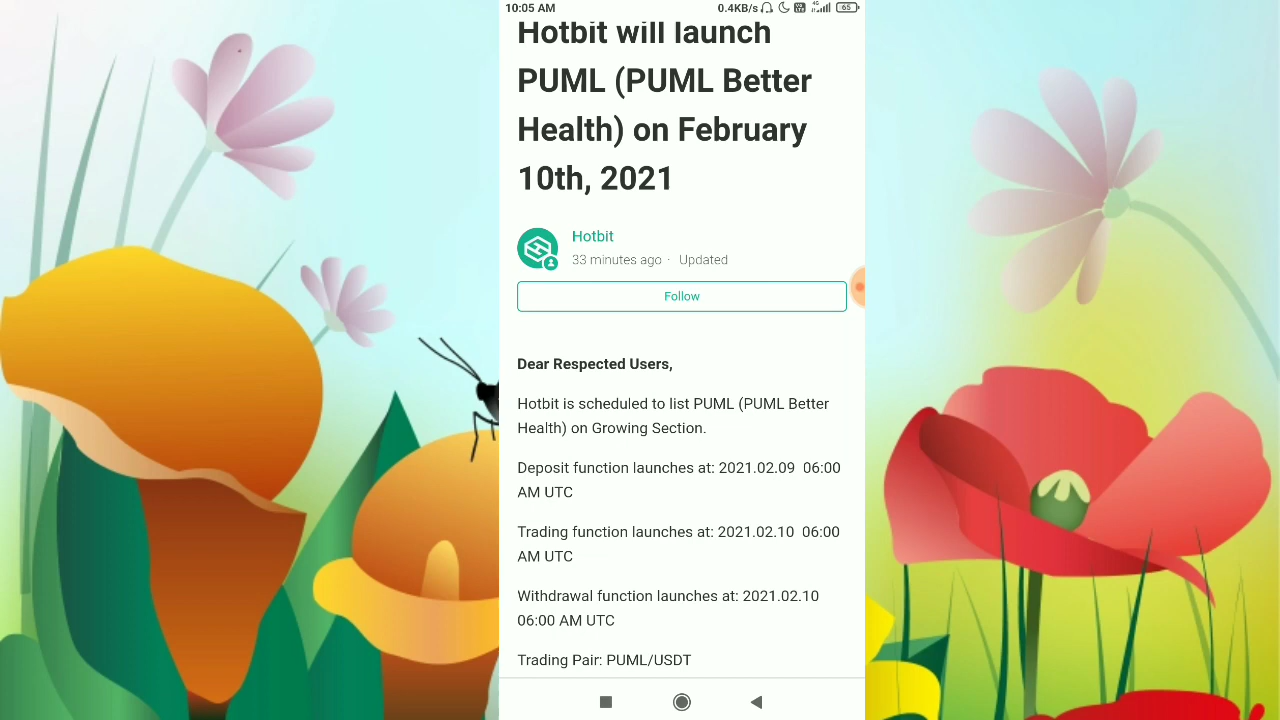 10:05 AM 0.4KB/s 4G 65
Hotbit will launch
PUML (PUML Better
Health) on February
10th, 2021
Hotbit
33 minutes ago · Updated
Follow
Dear Respected Users,
Hotbit is scheduled to list PUML (PUML Better
Health) on Growing Section.
Deposit function launches at: 2021.02.09  06:00
AM UTC
Trading function launches at: 2021.02.10  06:00
AM UTC
Withdrawal function launches at: 2021.02.10
06:00 AM UTC
Trading Pair: PUML/USDT